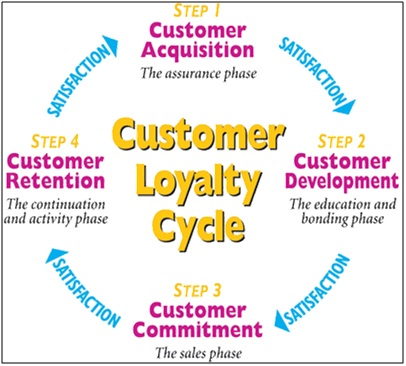 STEP 1
Customer
Acquisition
The assurance phase
SATISFACTION
SATISFACTION
STEP 4
Customer
Retention
The continuation
and activity phase
Customer
Loyalty
Cycle
STEP 2
Customer
Development
The education and
bonding phase
SATISFACTION
SATISFACTION
STEP 3
Customer
Commitment
The sales phase